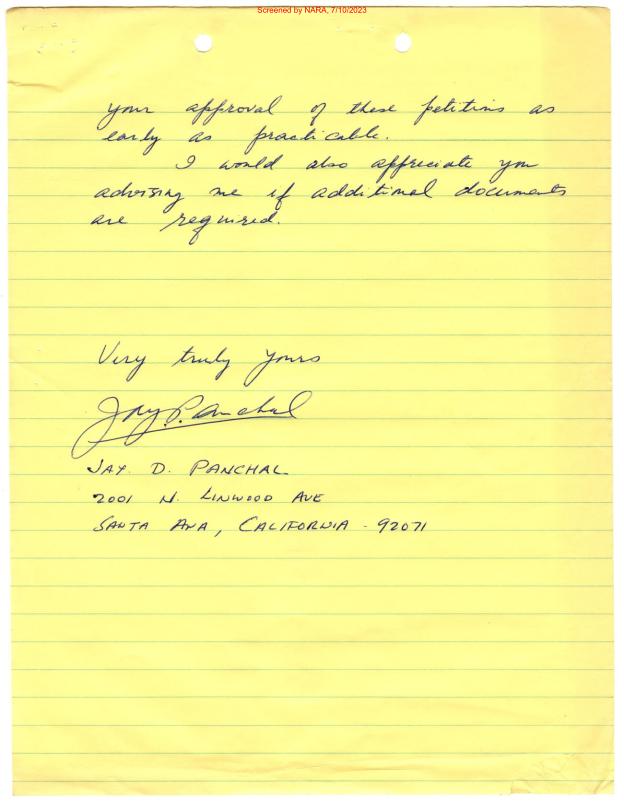 Screened by NARA, 7/10/2023
your approval of these petitins as
early as practicable.
I would also appreciate you
advising me if additional documents
are required.
Very truly yours
Jay P. Panchal
JAY. D. PANCHAL
2001 N. LINWOOD AVE
SANTA ANA, CALIFORNIA - 92071